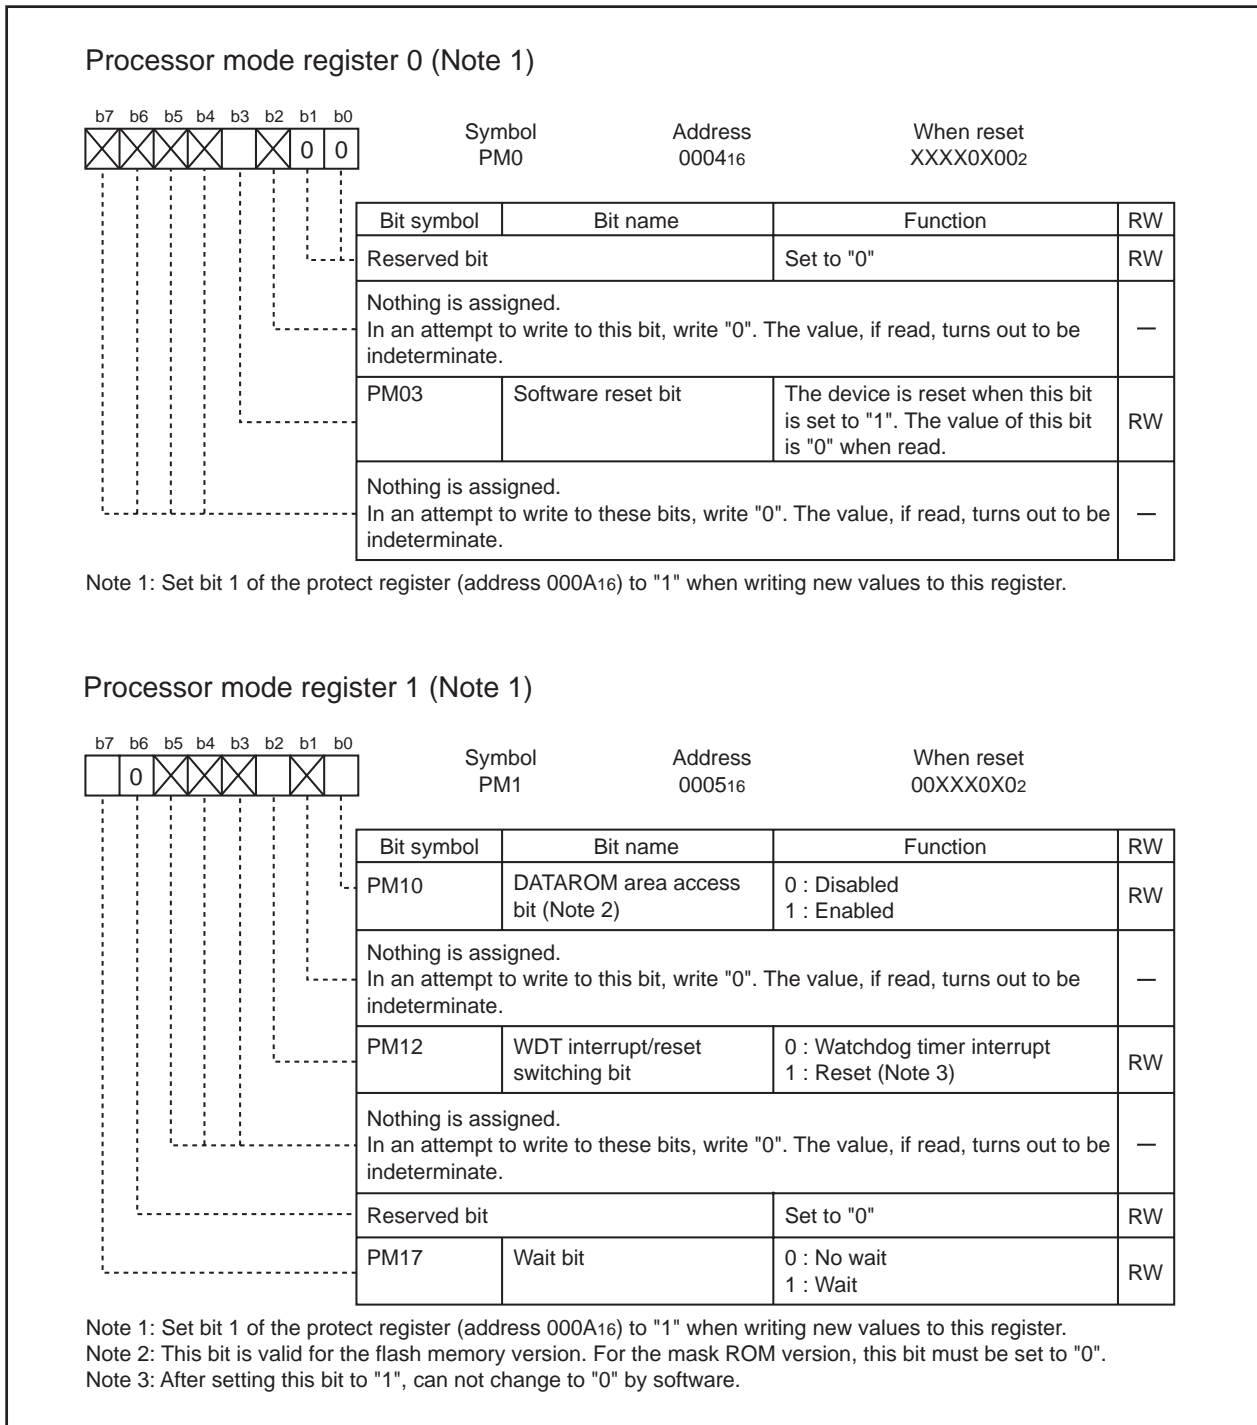 Processor mode register 0 (Note 1)
b7 b6 b5 b4 b3 b2 b1 b0
0 0
Symbol Address When reset
PM0 000416 XXXX0X002
Bit symbol Bit name Function RW
Reserved bit Set to "0" RW
Nothing is assigned.
In an attempt to write to this bit, write "0". The value, if read, turns out to be —
indeterminate.
PM03 Software reset bit The device is reset when this bit
is set to "1". The value of this bit RW
is "0" when read.
Nothing is assigned.
In an attempt to write to these bits, write "0". The value, if read, turns out to be —
indeterminate.
Note 1: Set bit 1 of the protect register (address 000A16) to "1" when writing new values to this register.
Processor mode register 1 (Note 1)
b7 b6 b5 b4 b3 b2 b1 b0
0
Symbol Address When reset
PM1 000516 00XXX0X02
Bit symbol Bit name Function RW
PM10 DATAROM area access 0 : Disabled RW
bit (Note 2) 1 : Enabled
Nothing is assigned.
In an attempt to write to this bit, write "0". The value, if read, turns out to be —
indeterminate.
PM12 WDT interrupt/reset 0 : Watchdog timer interrupt RW
switching bit 1 : Reset (Note 3)
Nothing is assigned.
In an attempt to write to these bits, write "0". The value, if read, turns out to be —
indeterminate.
Reserved bit Set to "0" RW
PM17 Wait bit 0 : No wait RW
1 : Wait
Note 1: Set bit 1 of the protect register (address 000A16) to "1" when writing new values to this register.
Note 2: This bit is valid for the flash memory version. For the mask ROM version, this bit must be set to "0".
Note 3: After setting this bit to "1", can not change to "0" by software.